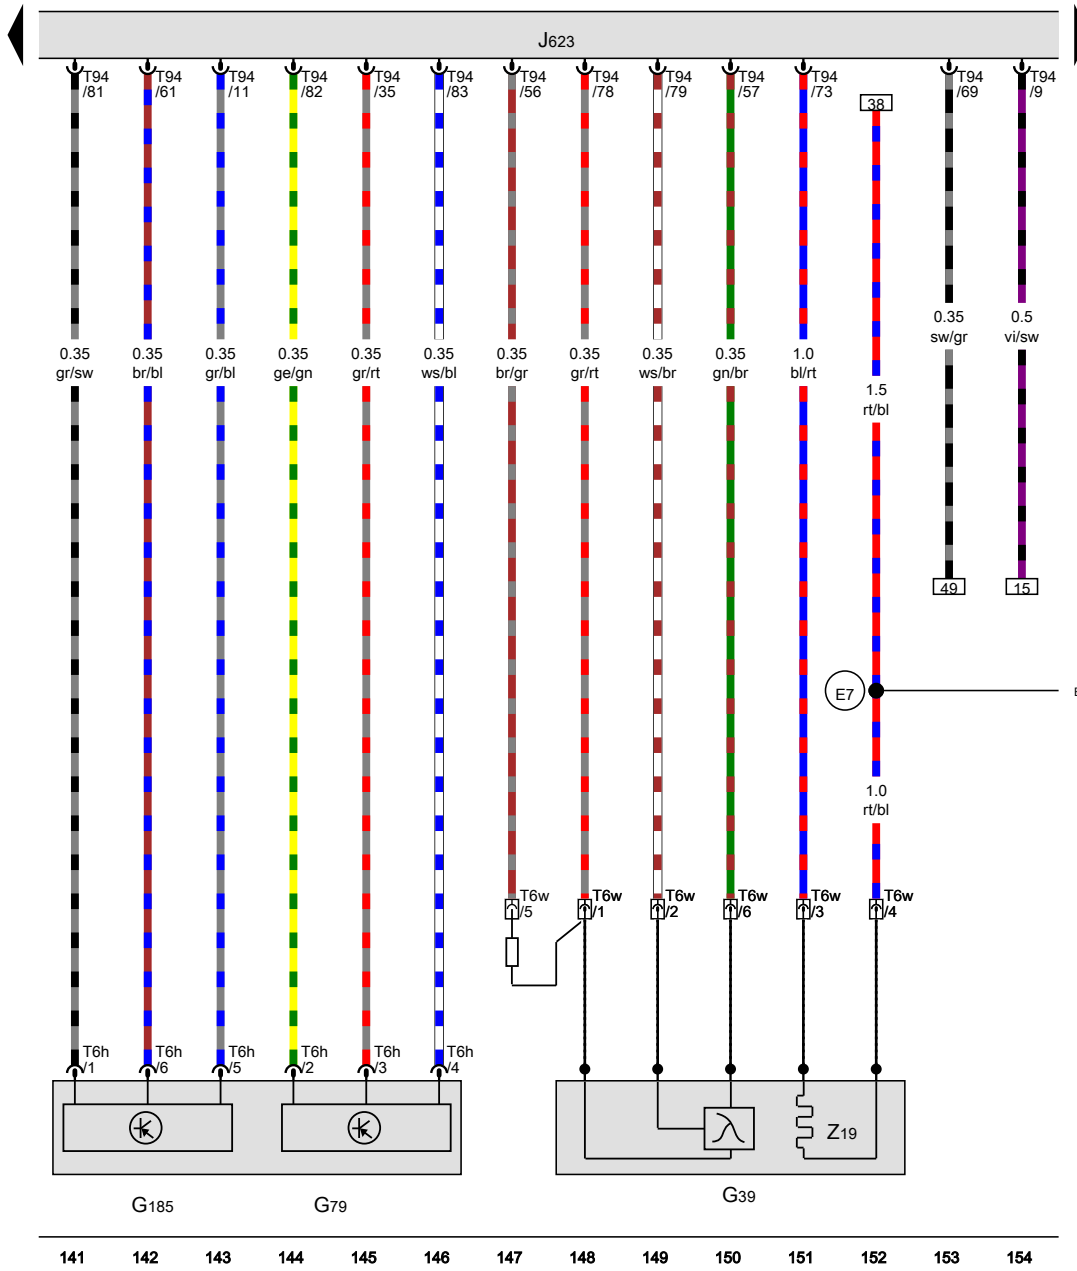 J623
T94 T94 T94 T94 T94 T94 T94 T94 T94 T94 T94 T94 T94
/81 /61 /11 /82 /35 /83 /56 /78 /79 /57 /73 /69 /9
38
0.35 0.5
sw/gr vi/sw
0.35 0.35 0.35 0.35 0.35 0.35 0.35 0.35 0.35 0.35 1.0
gr/sw br/bl gr/bl ge/gn gr/rt ws/bl br/gr gr/rt ws/br gn/br bl/rt
1.5
rt/bl
49 15
E7
1.0
rt/bl
T6w T6w T6w T6w T6w T6w
/5 /1 /2 /6 /3 /4
T6h T6h T6h T6h T6h T6h
/1 /6 /5 /2 /3 /4
Z19
G185 G79 G39
141 142 143 144 145 146 147 148 149 150 151 152 153 154